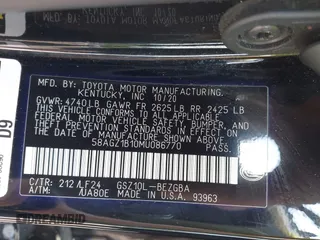 MFD. BY: TOYOTA MOTOR MANUFACTURING,
KENTUCKY, INC. 10/20
GVWR: 4740LB GAWR FR 2625LB RR 2425LB
THIS VEHICLE CONFORMS TO ALL APPLICABLE
FEDERAL MOTOR VEHICLE SAFETY, BUMPER, AND
THEFT PREVENTION STANDARDS IN EFFECT ON
THE DATE OF MANUFACTURE SHOWN ABOVE.
58AGZ1B10MU086770 PASS.
C/TR: 212/LF24 GSZ10L-BEZGBA
A/TM: /UA80E MADE IN U.S.A. 93963
D9
DREAMBID